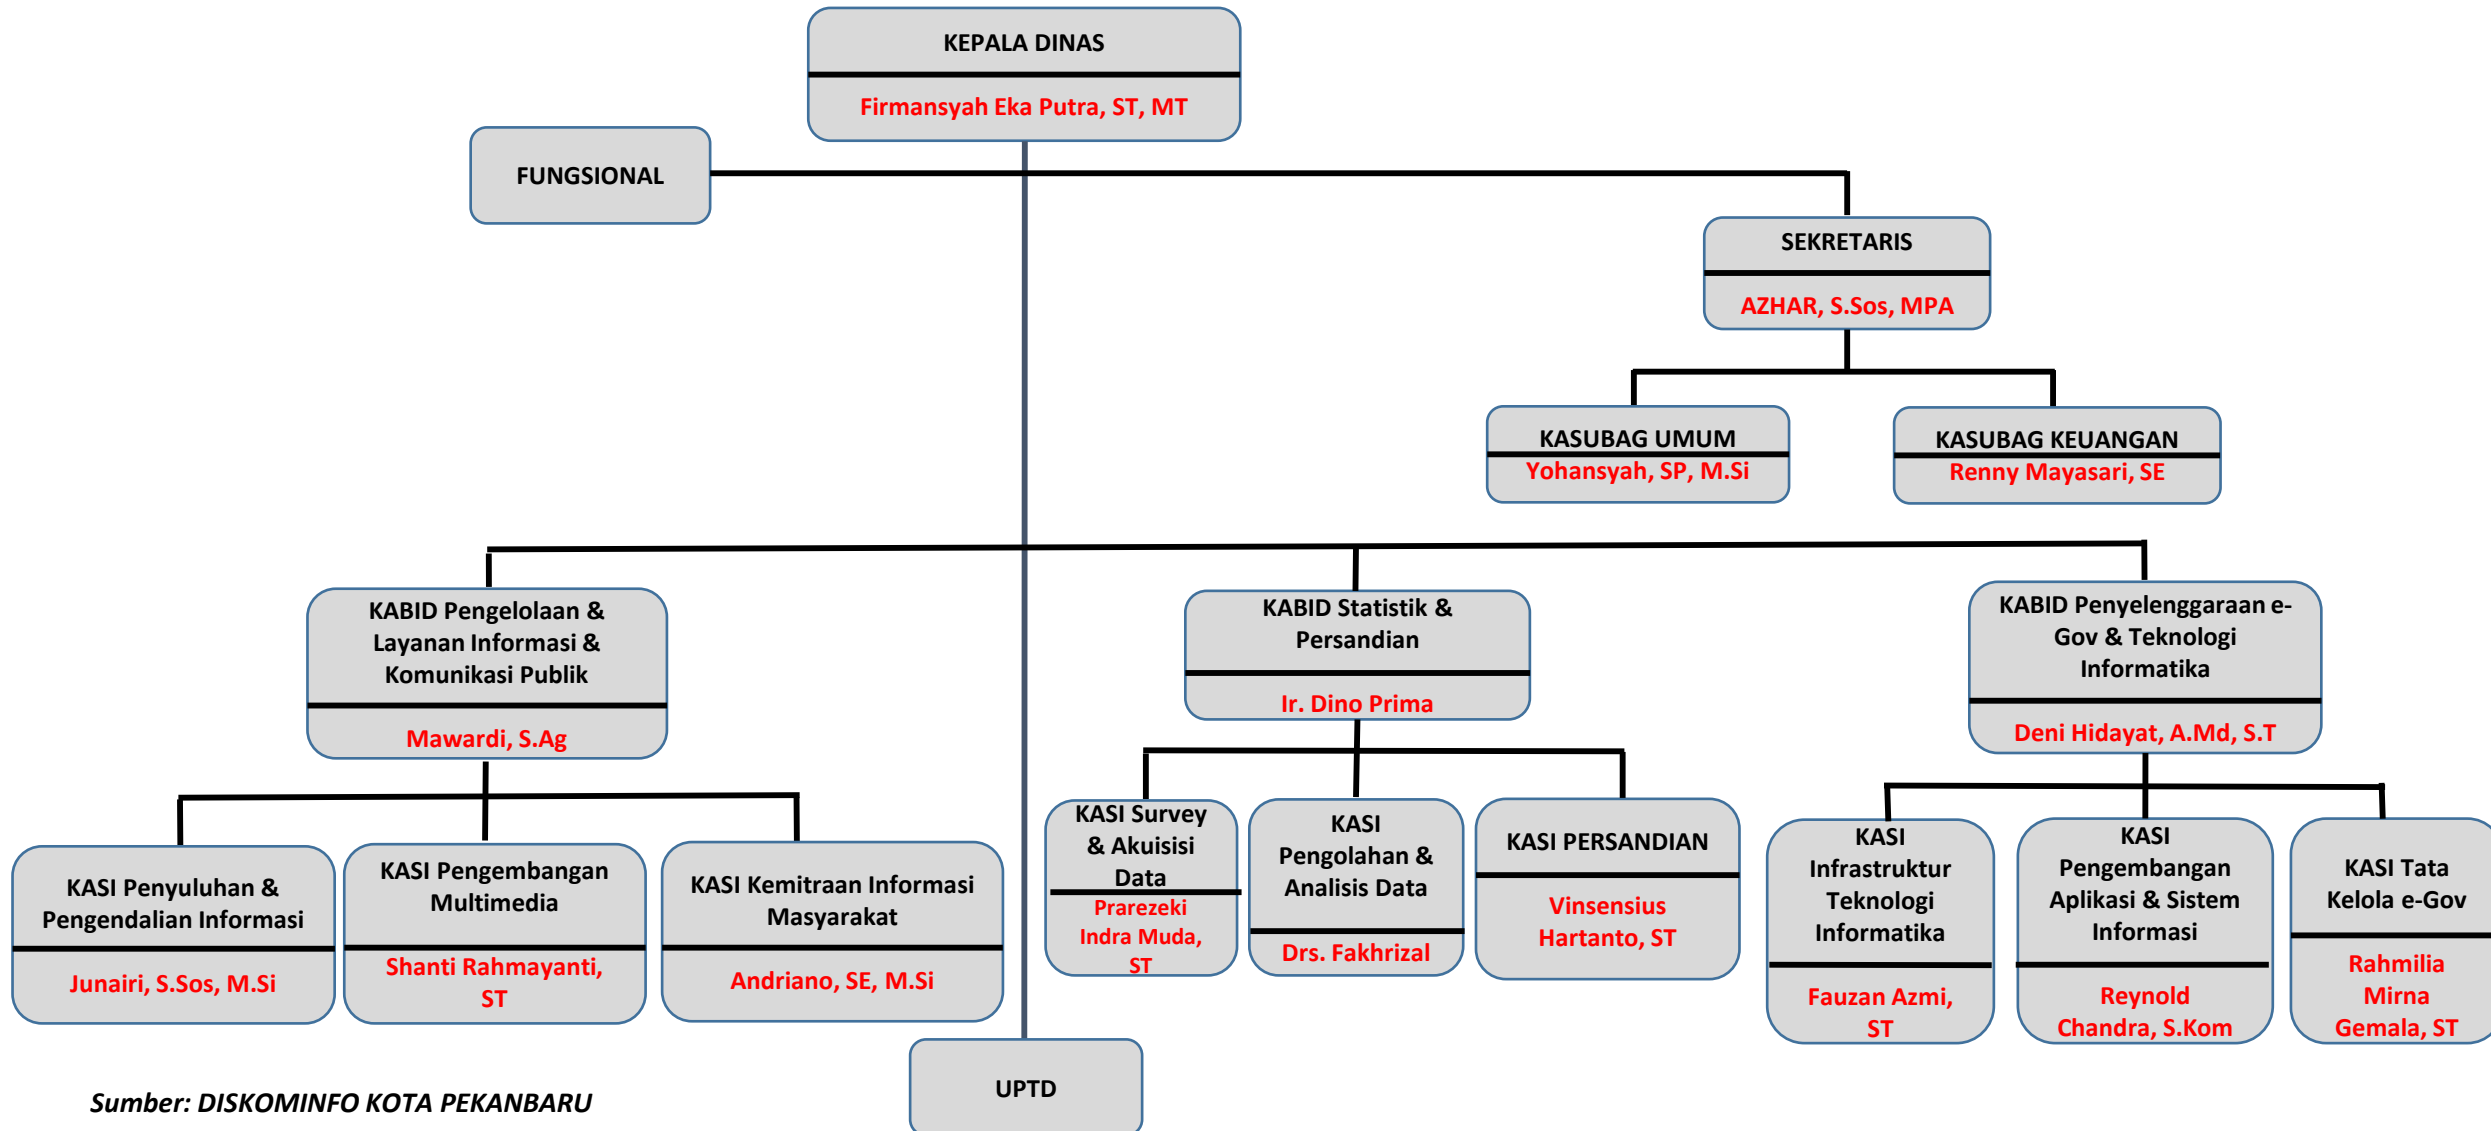 KEPALA DINAS
Firmansyah Eka Putra, ST, MT
FUNGSIONAL
SEKRETARIS
AZHAR, S.Sos, MPA
KASUBAG UMUM
Yohansyah, SP, M.Si
KASUBAG KEUANGAN
Renny Mayasari, SE
KABID Pengelolaan &
Layanan Informasi &
Komunikasi Publik
Mawardi, S.Ag
KABID Statistik &
Persandian
Ir. Dino Prima
KABID Penyelenggaraan e-
Gov & Teknologi
Informatika
Deni Hidayat, A.Md, S.T
KASI Penyuluhan &
Pengendalian Informasi
Junairi, S.Sos, M.Si
KASI Pengembangan
Multimedia
Shanti Rahmayanti,
ST
KASI Kemitraan Informasi
Masyarakat
Andriano, SE, M.Si
KASI Survey
& Akuisisi
Data
Prarezeki
Indra Muda,
ST
KASI
Pengolahan &
Analisis Data
Drs. Fakhrizal
KASI PERSANDIAN
Vinsensius
Hartanto, ST
KASI
Infrastruktur
Teknologi
Informatika
Fauzan Azmi,
ST
KASI
Pengembangan
Aplikasi & Sistem
Informasi
Reynold
Chandra, S.Kom
KASI Tata
Kelola e-Gov
Rahmilia
Mirna
Gemala, ST
UPTD
Sumber: DISKOMINFO KOTA PEKANBARU